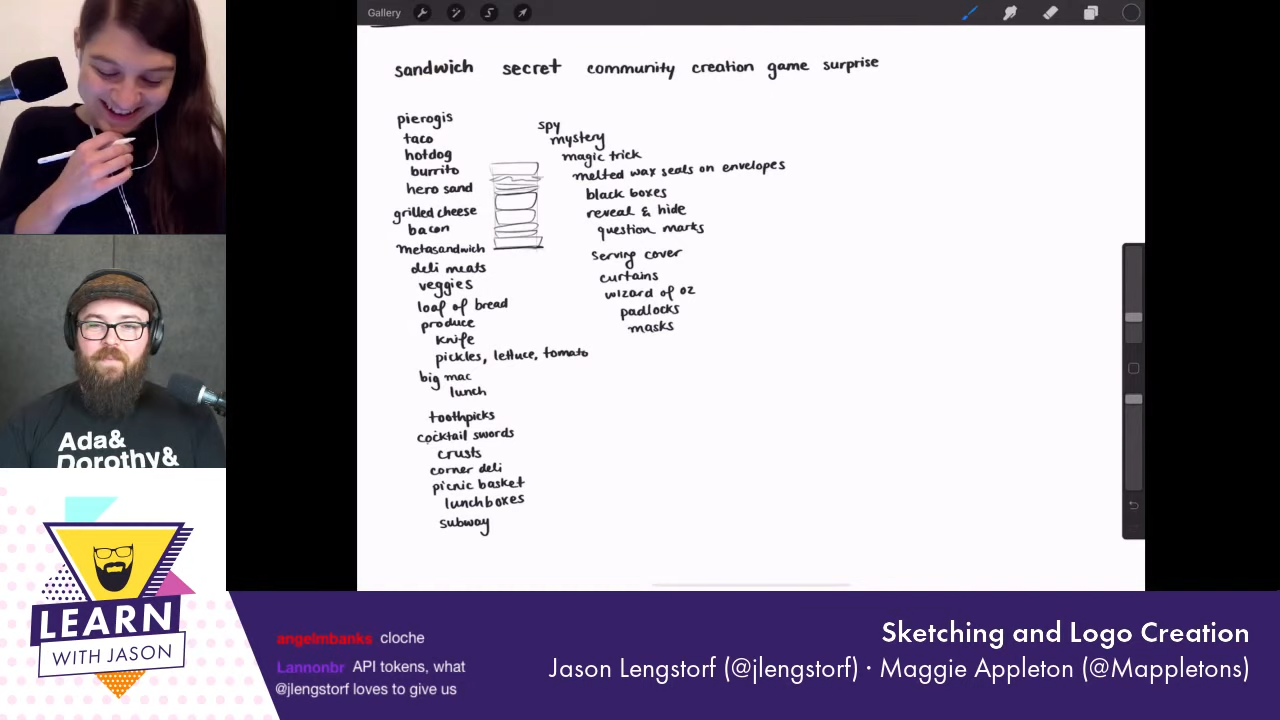 Gallery
sandwich secret community creation game surprise
pierogis
taco
hotdog
burrito
hero sand
grilled cheese
bacon
metasandwich
deli meats
veggies
loaf of bread
produce
knife
pickles, lettuce, tomato
big mac
lunch
toothpicks
cocktail swords
crusts
corner deli
picnic basket
lunchboxes
subway
spy
mystery
magic trick
melted wax seals on envelopes
black boxes
reveal & hide
question marks
serving cover
curtains
wizard of oz
padlocks
masks
Ada&
Dorothy&
LEARN
WITH JASON
angelmbanks cloche
Lannonbr API tokens, what
@jlengstorf loves to give us
Sketching and Logo Creation
Jason Lengstorf (@jlengstorf) · Maggie Appleton (@Mappletons)